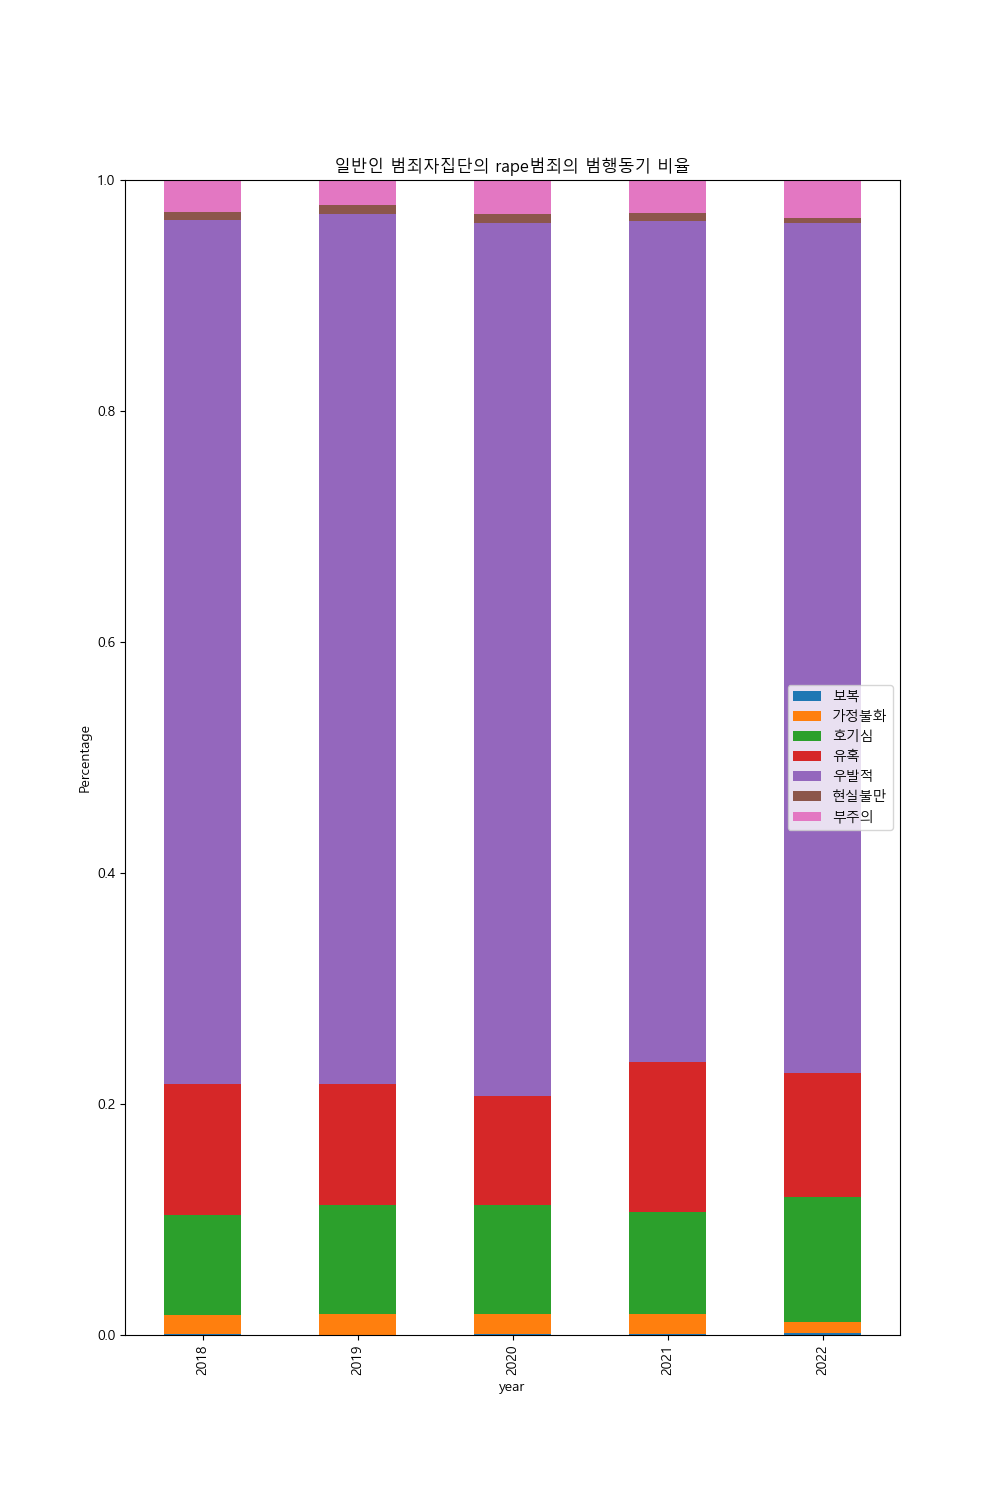 일반인 범죄자집단의 rape범죄의 범행동기 비율
1.0
0.8
0.6
0.4
0.2
0.0
Percentage
보복
가정불화
호기심
유혹
우발적
현실불만
부주의
2018
2019
2020
2021
2022
year